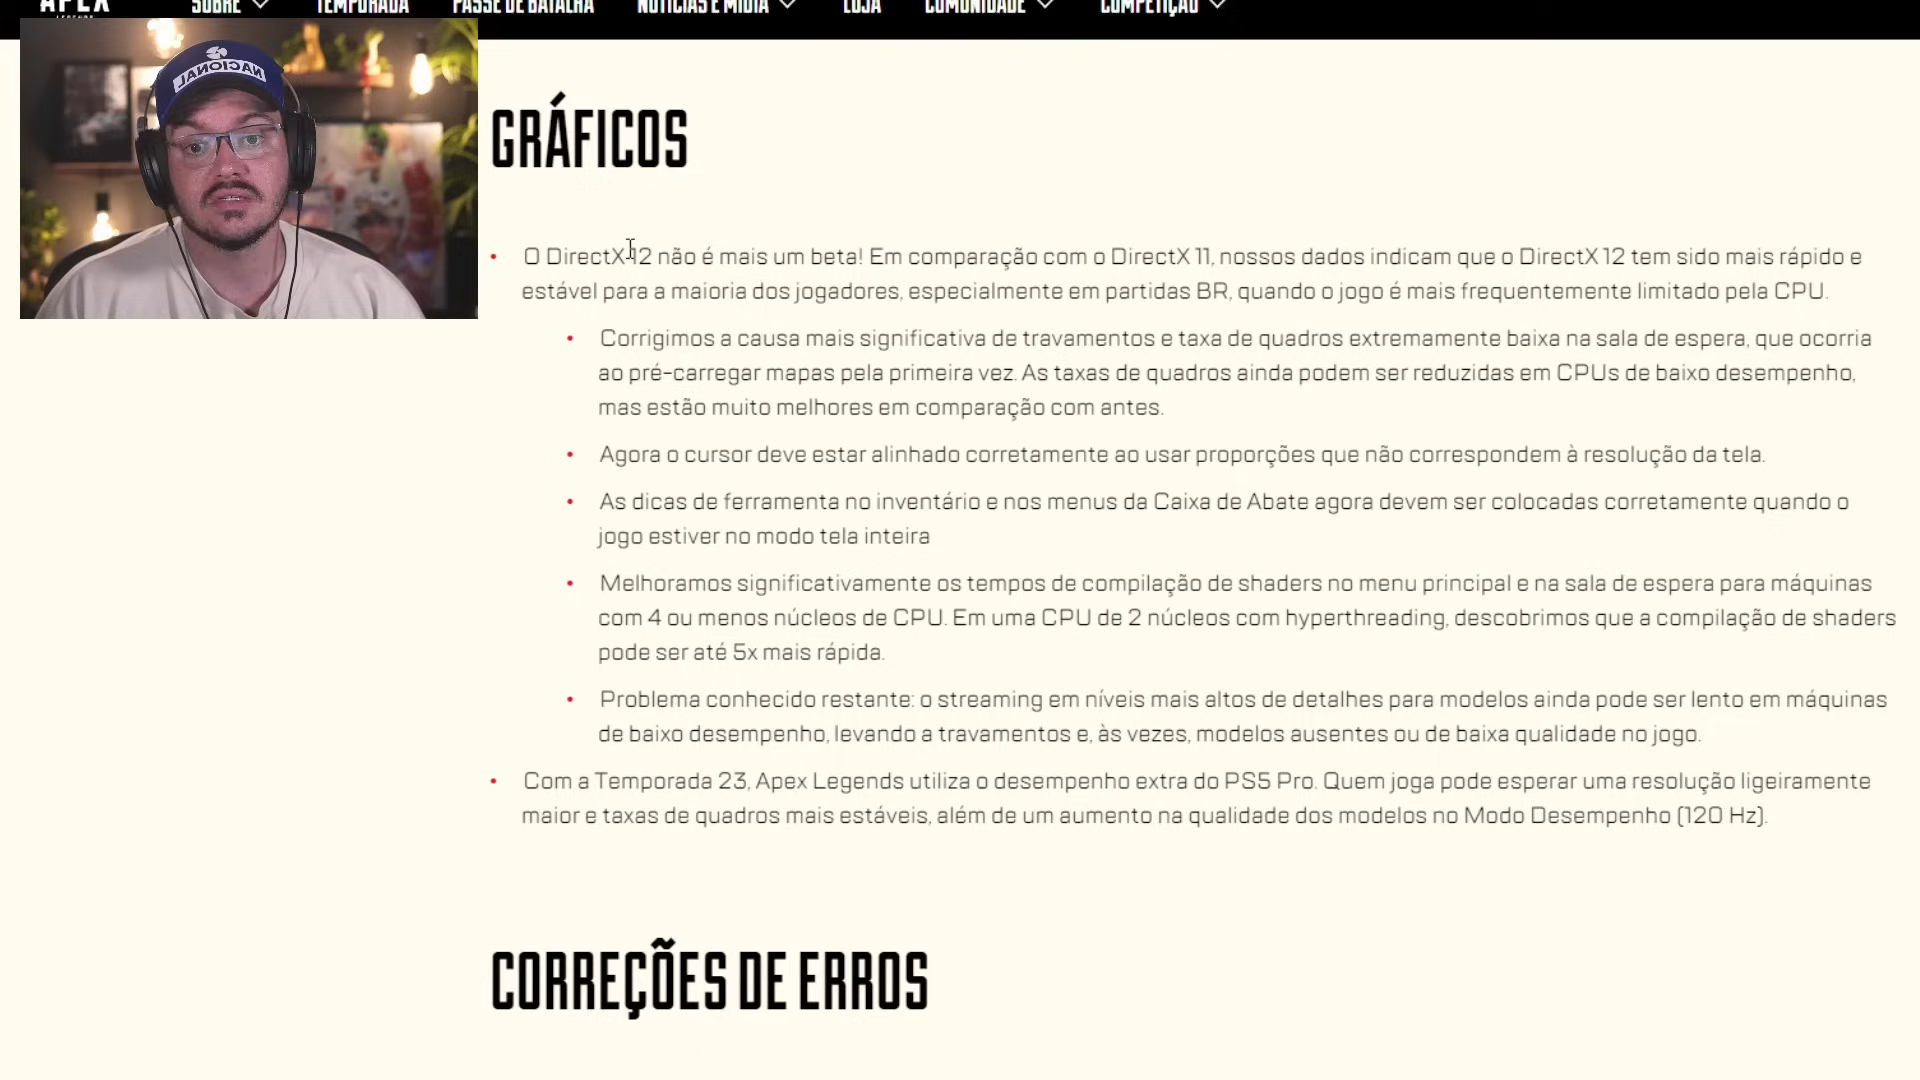 APEX
LEGENDS
SOBRE
TEMPORADA
PASSE DE BATALHA
NOTÍCIAS E MÍDIA
LOJA
COMUNIDADE
COMPETIÇÃO
NACIONAL
GRÁFICOS
• O DirectX 12 não é mais um beta! Em comparação com o DirectX 11, nossos dados indicam que o DirectX 12 tem sido mais rápido e
estável para a maioria dos jogadores, especialmente em partidas BR, quando o jogo é mais frequentemente limitado pela CPU.
• Corrigimos a causa mais significativa de travamentos e taxa de quadros extremamente baixa na sala de espera, que ocorria
ao pré-carregar mapas pela primeira vez. As taxas de quadros ainda podem ser reduzidas em CPUs de baixo desempenho,
mas estão muito melhores em comparação com antes.
• Agora o cursor deve estar alinhado corretamente ao usar proporções que não correspondem à resolução da tela.
• As dicas de ferramenta no inventário e nos menus da Caixa de Abate agora devem ser colocadas corretamente quando o
jogo estiver no modo tela inteira
• Melhoramos significativamente os tempos de compilação de shaders no menu principal e na sala de espera para máquinas
com 4 ou menos núcleos de CPU. Em uma CPU de 2 núcleos com hyperthreading, descobrimos que a compilação de shaders
pode ser até 5x mais rápida.
• Problema conhecido restante: o streaming em níveis mais altos de detalhes para modelos ainda pode ser lento em máquinas
de baixo desempenho, levando a travamentos e, às vezes, modelos ausentes ou de baixa qualidade no jogo.
• Com a Temporada 23, Apex Legends utiliza o desempenho extra do PS5 Pro. Quem joga pode esperar uma resolução ligeiramente
maior e taxas de quadros mais estáveis, além de um aumento na qualidade dos modelos no Modo Desempenho (120 Hz).
CORREÇÕES DE ERROS